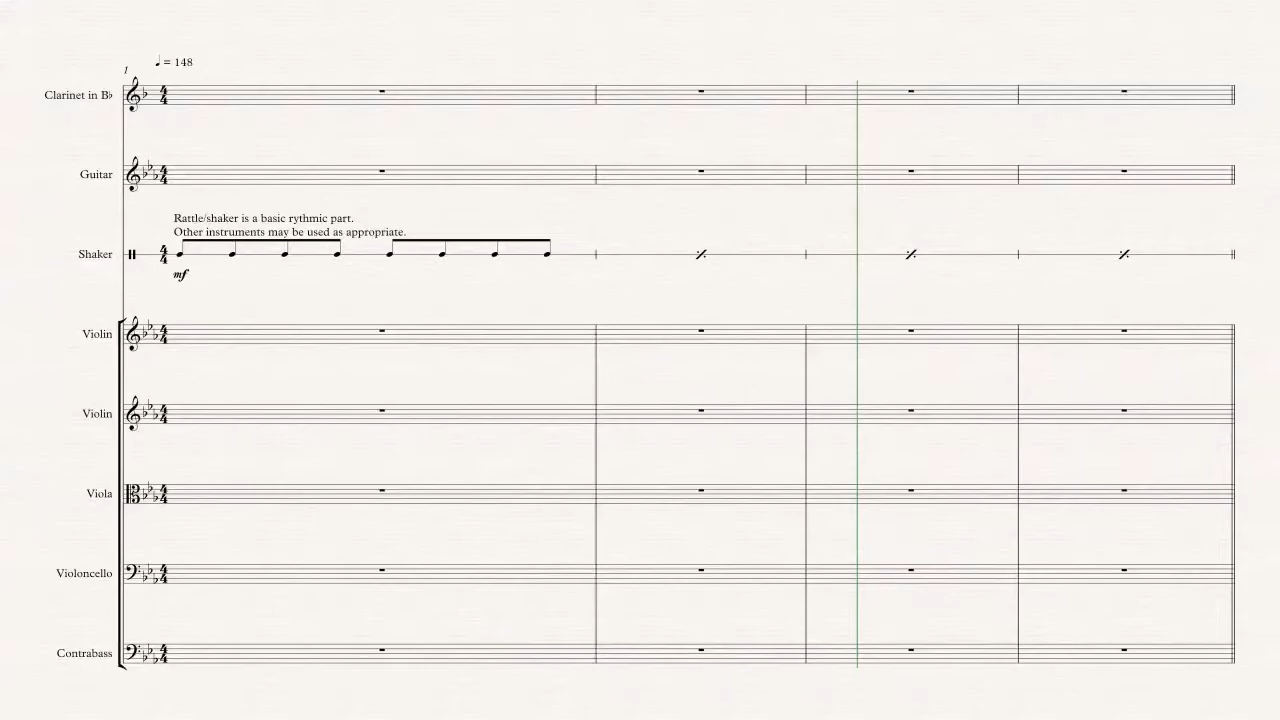 ♩ = 148
1
Clarinet in B♭
Guitar
Rattle/shaker is a basic rythmic part.
Other instruments may be used as appropriate.
Shaker
mf
Violin
Violin
Viola
Violoncello
Contrabass